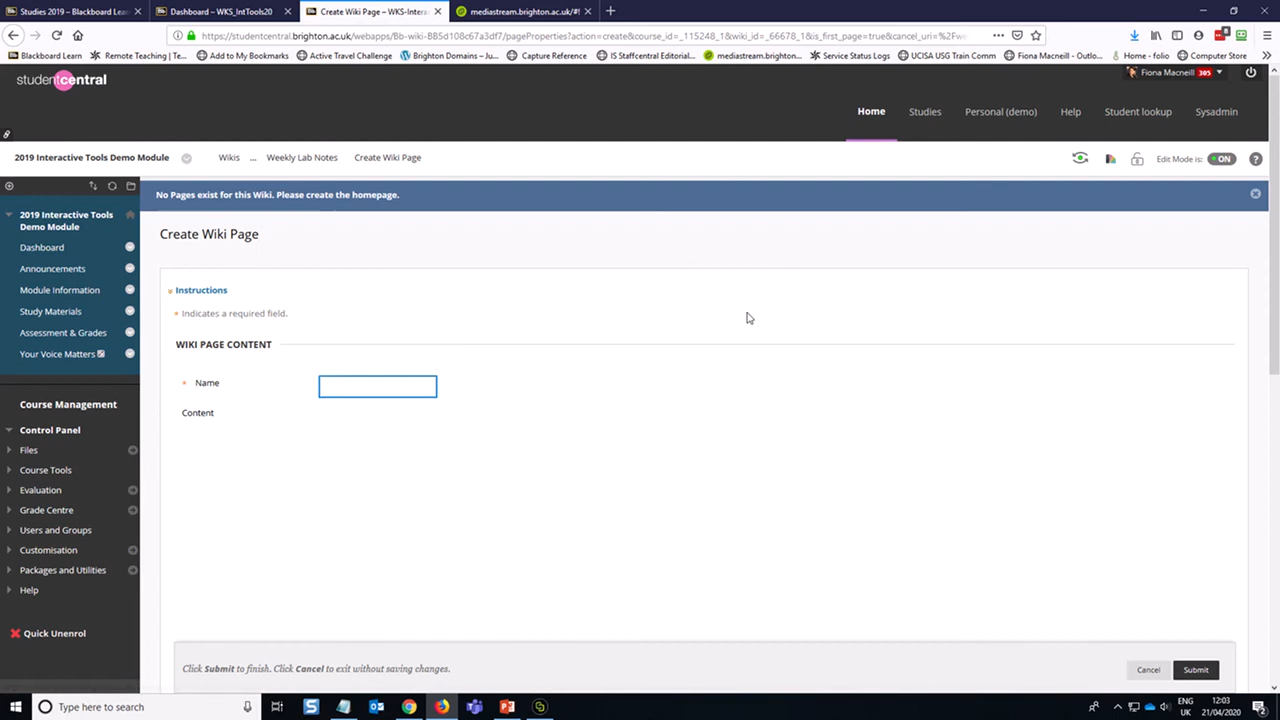 Studies 2019 – Blackboard Lear
Dashboard – WKS_IntTools20
Create Wiki Page – WKS-Intera
mediastream.brighton.ac.uk/#!
https://studentcentral.brighton.ac.uk/webapps/Bb-wiki-BB5d108c67a3df7/pageProperties?action=create&course_id=_115248_1&wiki_id=_66678_1&is_first_page=true&cancel_uri=%2Fwe
Blackboard Learn
Remote Teaching | Te...
Add to My Bookmarks
Active Travel Challenge
Brighton Domains – Ju...
Capture Reference
IS Staffcentral Editorial...
mediastream.brighton...
Service Status Logs
UCISA USG Train Comm
Fiona Macneill – Outlo...
Home - folio
Computer Store
studentcentral
Fiona Macneill 305
Home
Studies
Personal (demo)
Help
Student lookup
Sysadmin
2019 Interactive Tools Demo Module
Wikis
...
Weekly Lab Notes
Create Wiki Page
Edit Mode is: ON
No Pages exist for this Wiki. Please create the homepage.
2019 Interactive Tools
Demo Module
Dashboard
Announcements
Module Information
Study Materials
Assessment & Grades
Your Voice Matters
Course Management
Control Panel
Files
Course Tools
Evaluation
Grade Centre
Users and Groups
Customisation
Packages and Utilities
Help
Quick Unenrol
Create Wiki Page
Instructions
* Indicates a required field.
WIKI PAGE CONTENT
* Name
Content
Click Submit to finish. Click Cancel to exit without saving changes.
Cancel
Submit
Type here to search
ENG
UK
12:03
21/04/2020
2